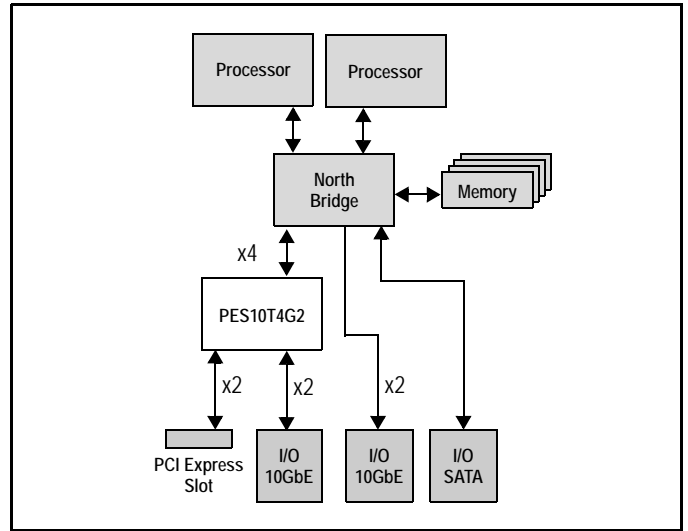 Processor
Processor
North
Bridge
Memory
x4
PES10T4G2
x2
x2
x2
PCI Express
Slot
I/O
10GbE
I/O
10GbE
I/O
SATA